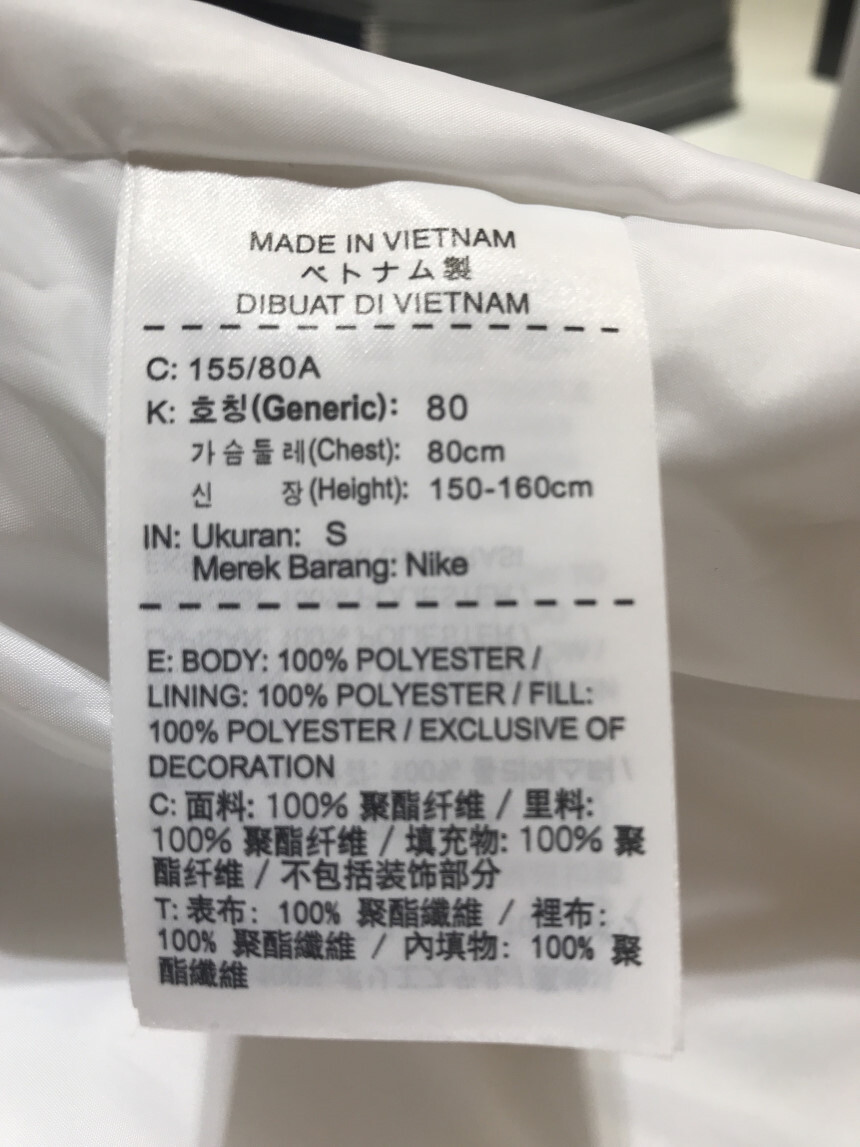 MADE IN VIETNAM
ベトナム製
DIBUAT DI VIETNAM
C: 155/80A
K: 호칭(Generic): 80
가슴둘레(Chest): 80cm
신 장(Height): 150-160cm
IN: Ukuran: S
Merek Barang: Nike
E: BODY: 100% POLYESTER /
LINING: 100% POLYESTER / FILL:
100% POLYESTER / EXCLUSIVE OF
DECORATION
C: 面料: 100% 聚酯纤维 / 里料:
100% 聚酯纤维 / 填充物: 100% 聚
酯纤维 / 不包括装饰部分
T: 表布: 100% 聚酯纖維 / 裡布:
100% 聚酯纖維 / 內填物: 100% 聚
酯纖維